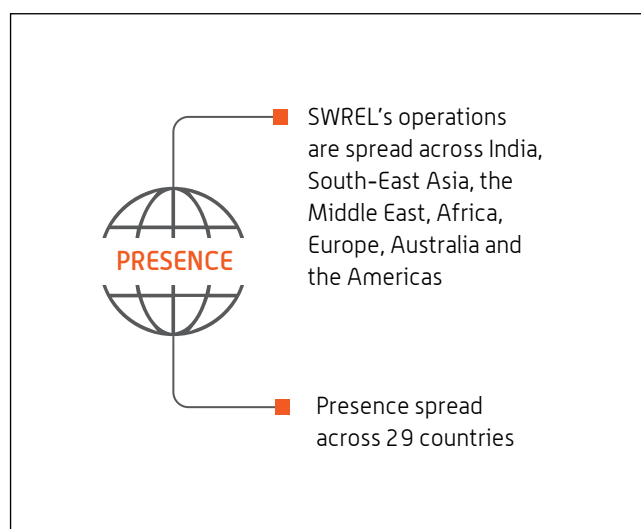 SWREL's operations
are spread across India,
South-East Asia, the
Middle East, Africa,
Europe, Australia and
the Americas
PRESENCE
Presence spread
across 29 countries